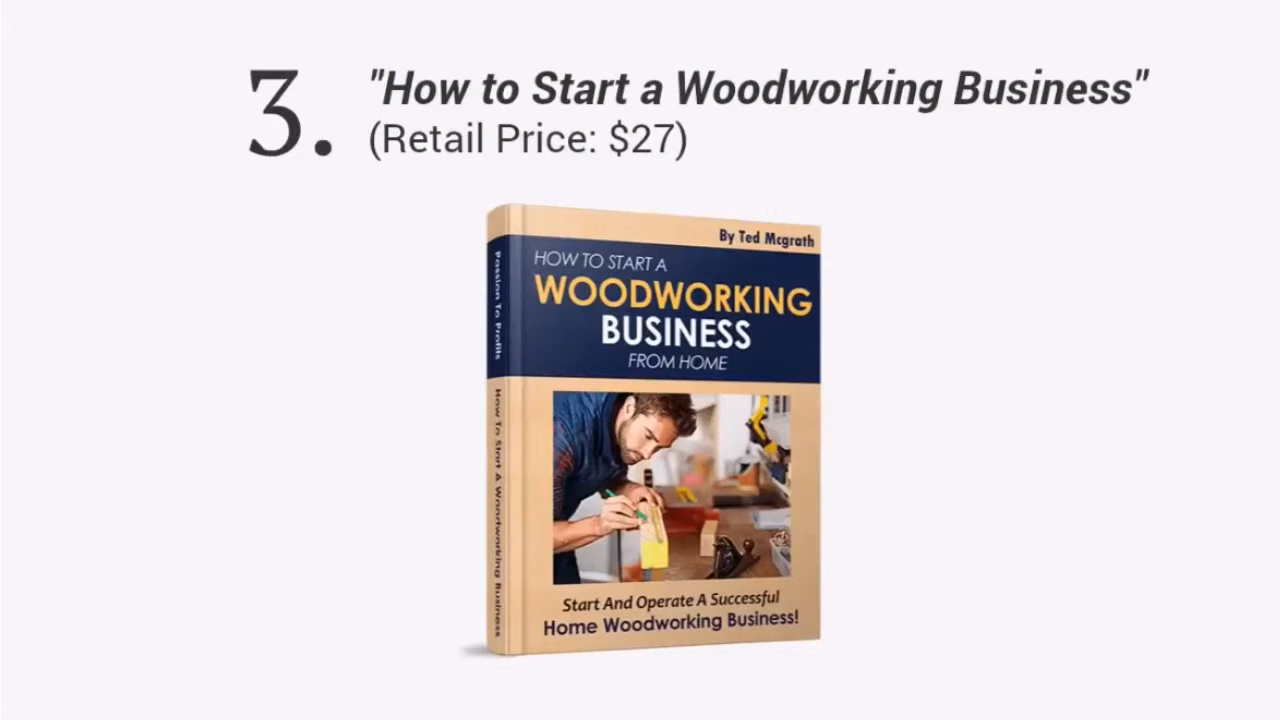 3. "How to Start a Woodworking Business"
(Retail Price: $27)
By Ted Mcgrath
HOW TO START A
WOODWORKING
BUSINESS
FROM HOME
Start And Operate A Successful
Home Woodworking Business!
Passion To Profits
How To Start A Woodworking Business